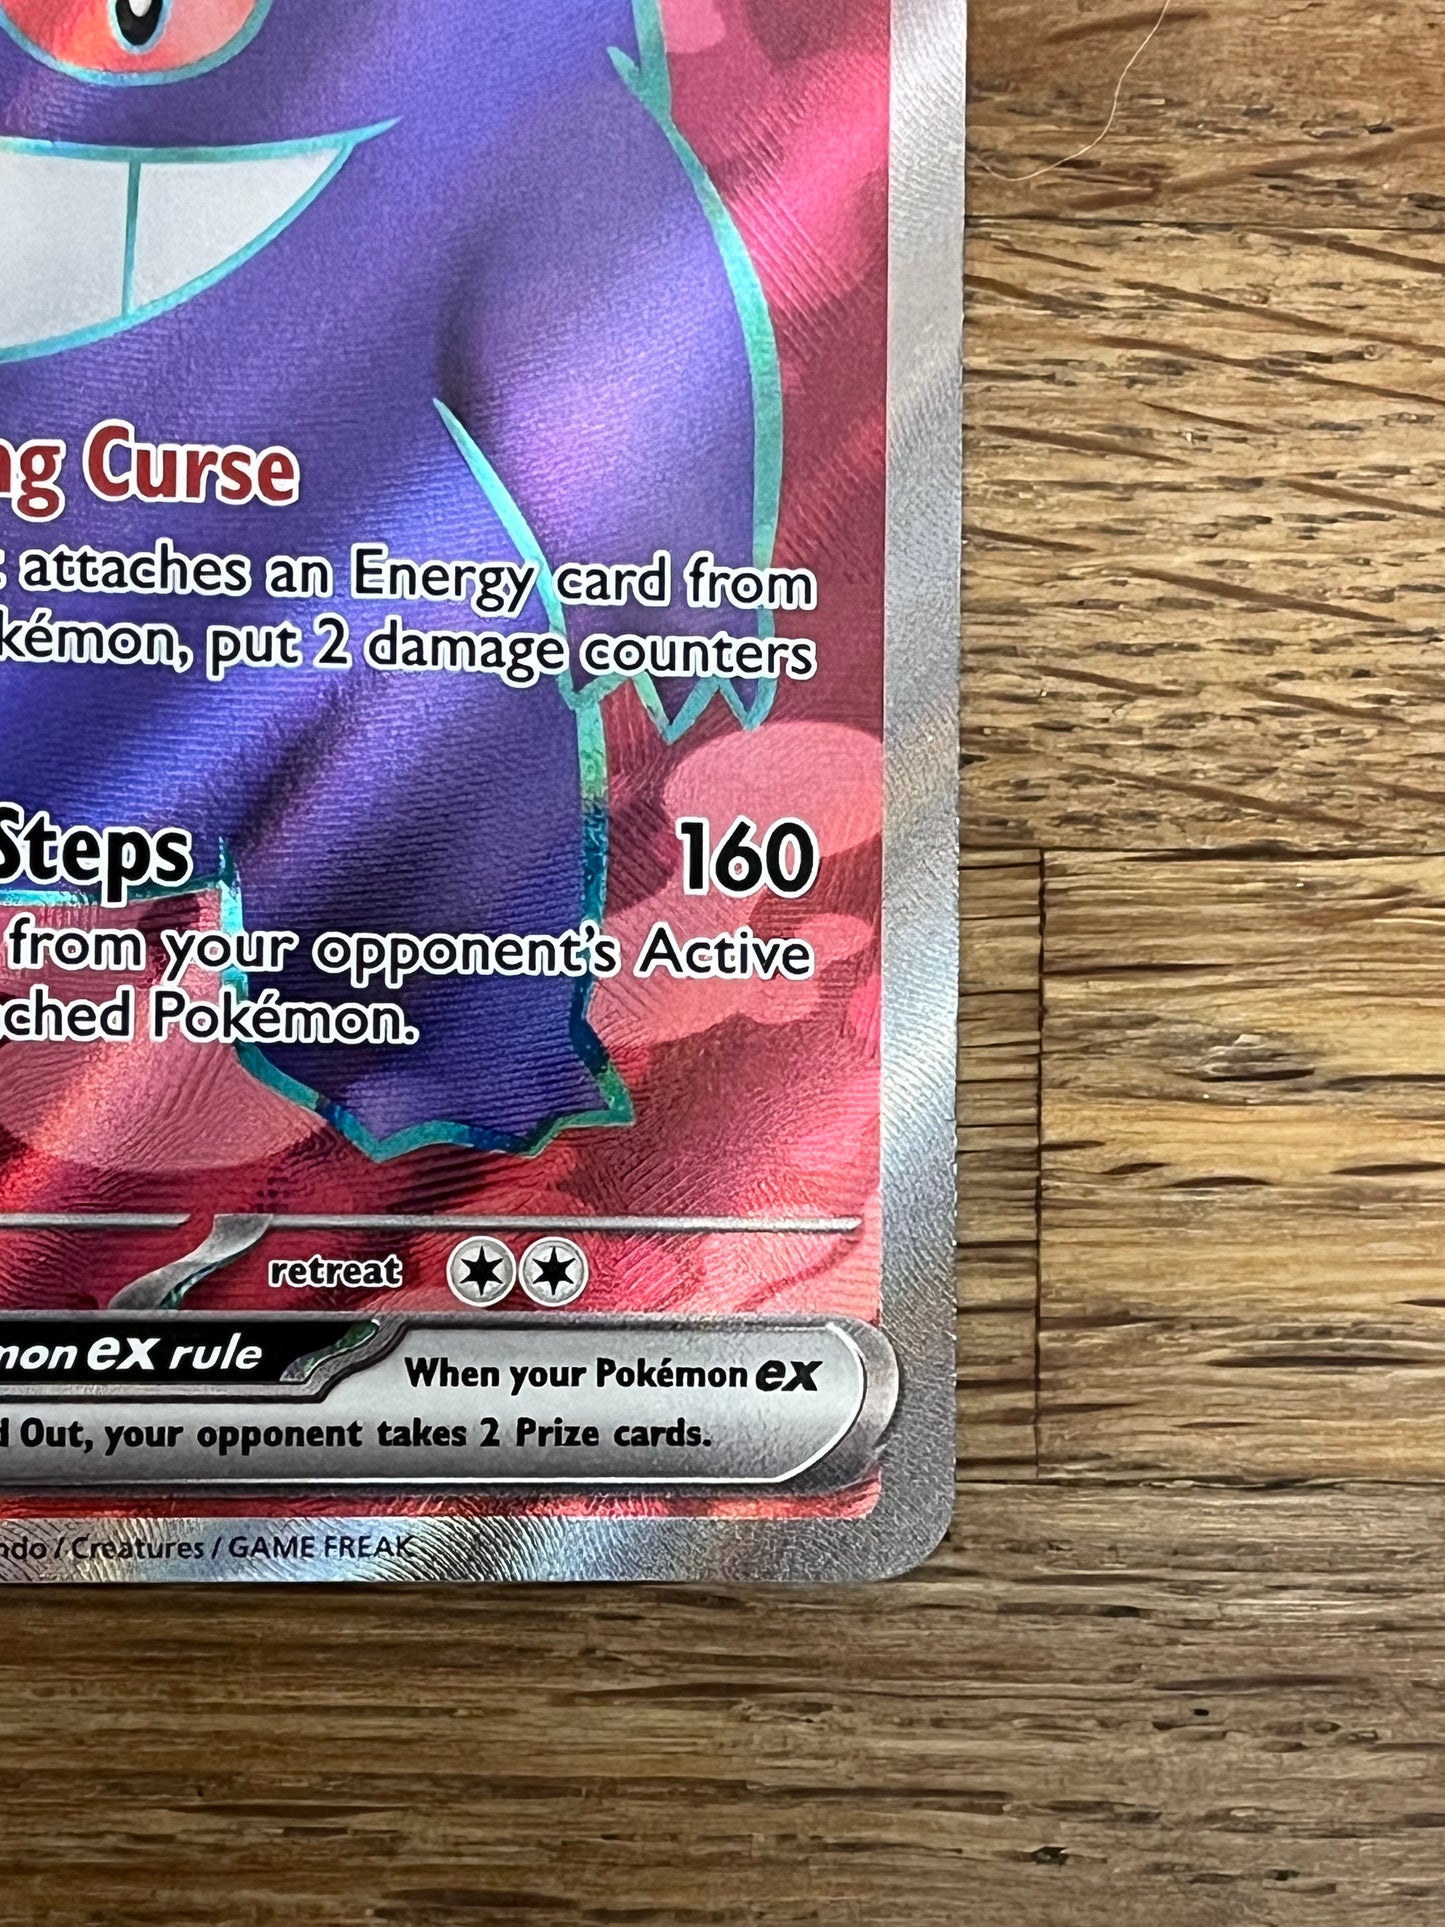 ng Curse
attaches an Energy card from
kémon, put 2 damage counters
Steps 160
from your opponent's Active
ched Pokémon.
retreat
mon ex rule When your Pokémon ex
d Out, your opponent takes 2 Prize cards.
ndo / Creatures / GAME FREAK